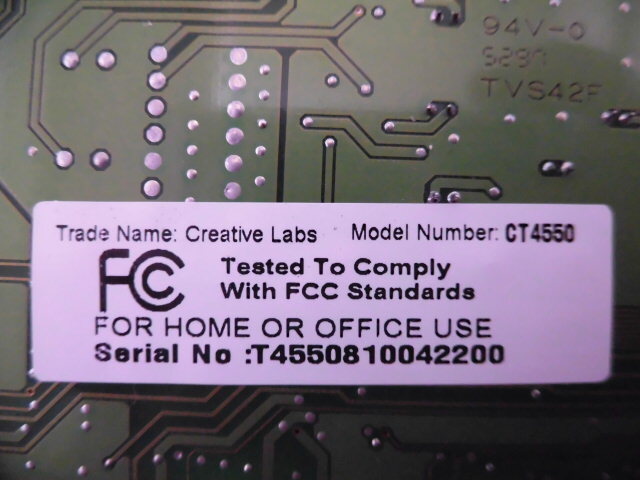 94V-0
5297
TVS42F
Trade Name: Creative Labs Model Number: CT4550
FC Tested To Comply
With FCC Standards
FOR HOME OR OFFICE USE
Serial No :T4550810042200